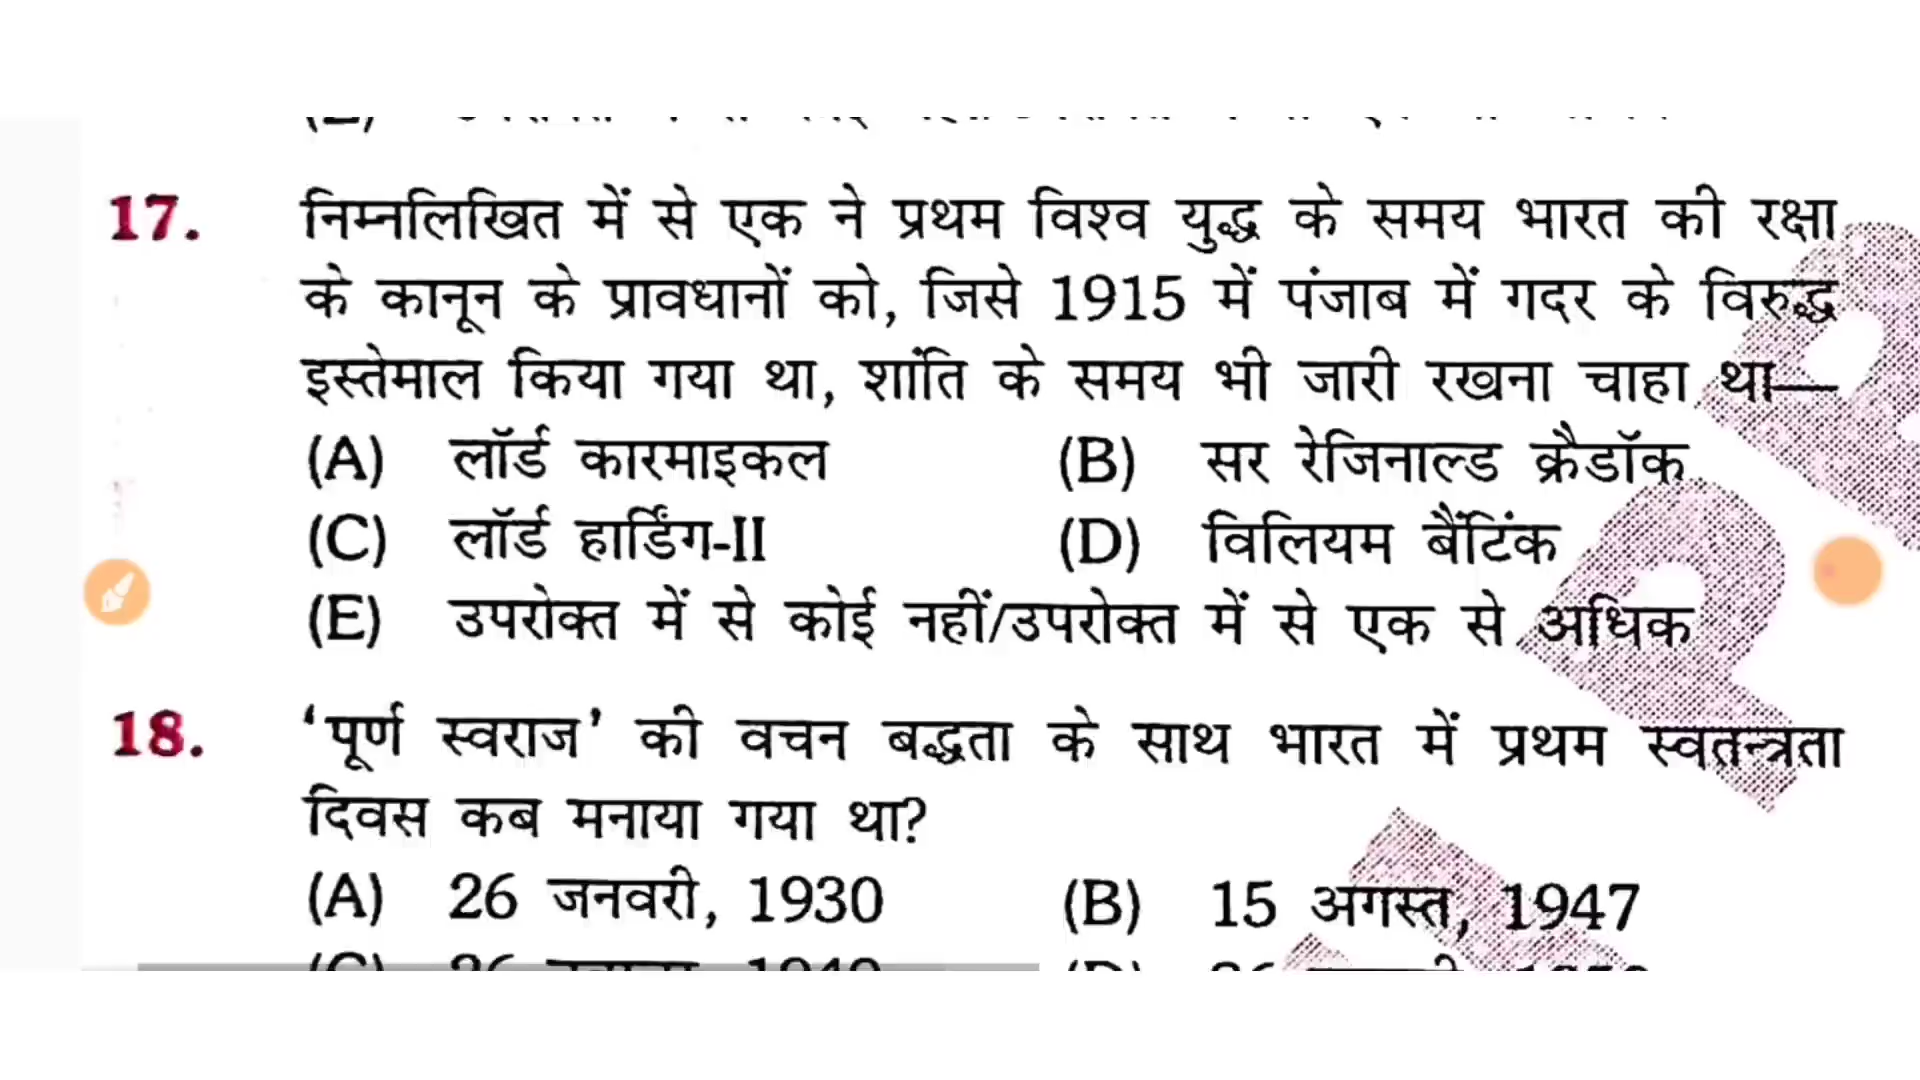 17. निम्नलिखित में से एक ने प्रथम विश्व युद्ध के समय भारत की रक्षा
के कानून के प्रावधानों को, जिसे 1915 में पंजाब में गदर के विरुद्ध
इस्तेमाल किया गया था, शांति के समय भी जारी रखना चाहा था—
(A) लॉर्ड कारमाइकल (B) सर रेजिनाल्ड क्रैडॉक
(C) लॉर्ड हार्डिंग-II (D) विलियम बैंटिंक
(E) उपरोक्त में से कोई नहीं/उपरोक्त में से एक से अधिक
18. ‘पूर्ण स्वराज’ की वचन बद्धता के साथ भारत में प्रथम स्वतन्त्रता
दिवस कब मनाया गया था?
(A) 26 जनवरी, 1930 (B) 15 अगस्त, 1947